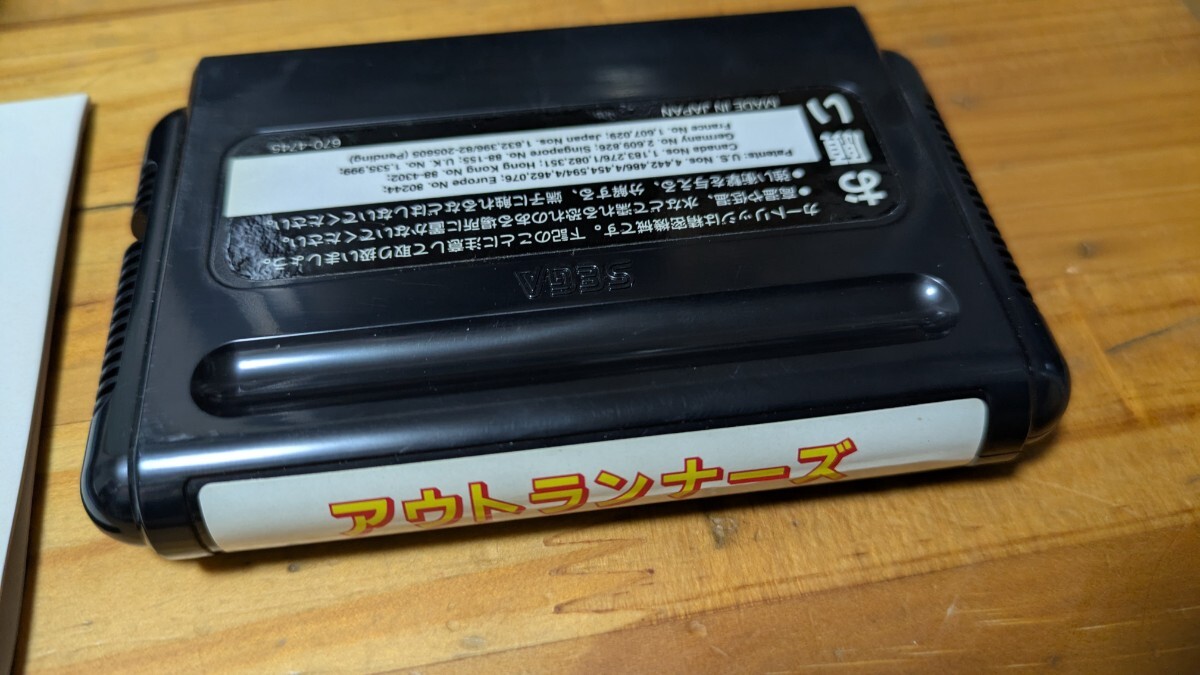 アウトランナーズ
SEGA
お願い
カートリッジは精密機械です。下記のことに注意して取り扱いましょう。
●高温や低温、水などで濡れる恐れのある場所に置かないでください。
●強い衝撃を与える、分解する、端子に触れるなどはしないでください。
Patents: U.S. Nos. 4,442,486/4,454,594/4,462,076; Europe No. 80244;
Canada Nos. 1,183,276/1,082,351; Hong Kong No. 88-4302;
Germany No. 2,609,826; Singapore No. 88-155; U.K. No. 1,535,999;
France No. 1,607,029; Japan Nos. 1,632,396/82-205605 (Pending)
MADE IN JAPAN
670-4745